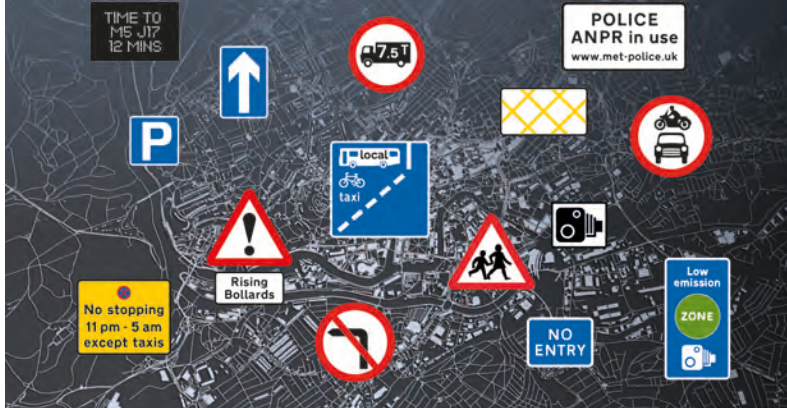 TIME TO
M5 J17
12 MINS
7.5T
POLICE
ANPR in use
www.met-police.uk
P
local
taxi
Rising
Bollards
No stopping
11 pm - 5 am
except taxis
NO
ENTRY
Low
emission
ZONE